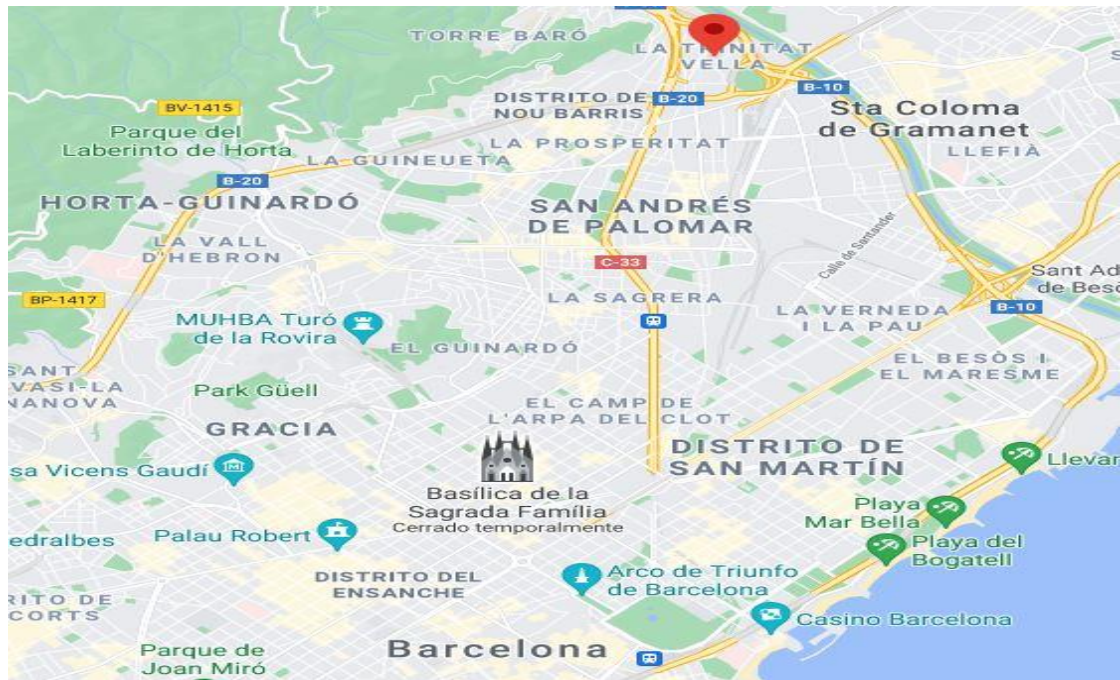 TORRE BARÓ
LA TRINITAT
VELLA
B-10
DISTRITO DE
NOU BARRIS
B-20
BV-1415
Parque del
Laberinto de Horta
LA PROSPERITAT
Sta Coloma
de Gramanet
LLEFIÀ
LA GUINEUETA
B-20
HORTA-GUINARDÓ
SAN ANDRÉS
DE PALOMAR
LA VALL
D'HEBRON
C-33
Calle de Santander
BP-1417
LA SAGRERA
LA VERNEDA
I LA PAU
Sant Ad
de Besò
B-10
MUHBA Turó
de la Rovira
EL GUINARDÓ
EL BESÒS I
EL MARESME
SANT
VASI-LA
NANOVA
Park Güell
EL CAMP DE
L'ARPA DEL CLOT
GRACIA
DISTRITO DE
SAN MARTÍN
sa Vicens Gaudí
Llevan
Basílica de la
Sagrada Família
Cerrado temporalmente
Playa
Mar Bella
edralbes
Palau Robert
Playa del
Bogatell
DISTRITO DEL
ENSANCHE
Arco de Triunfo
de Barcelona
RITO DE
CORTS
Casino Barcelona
Parque de
Joan Miró
Barcelona